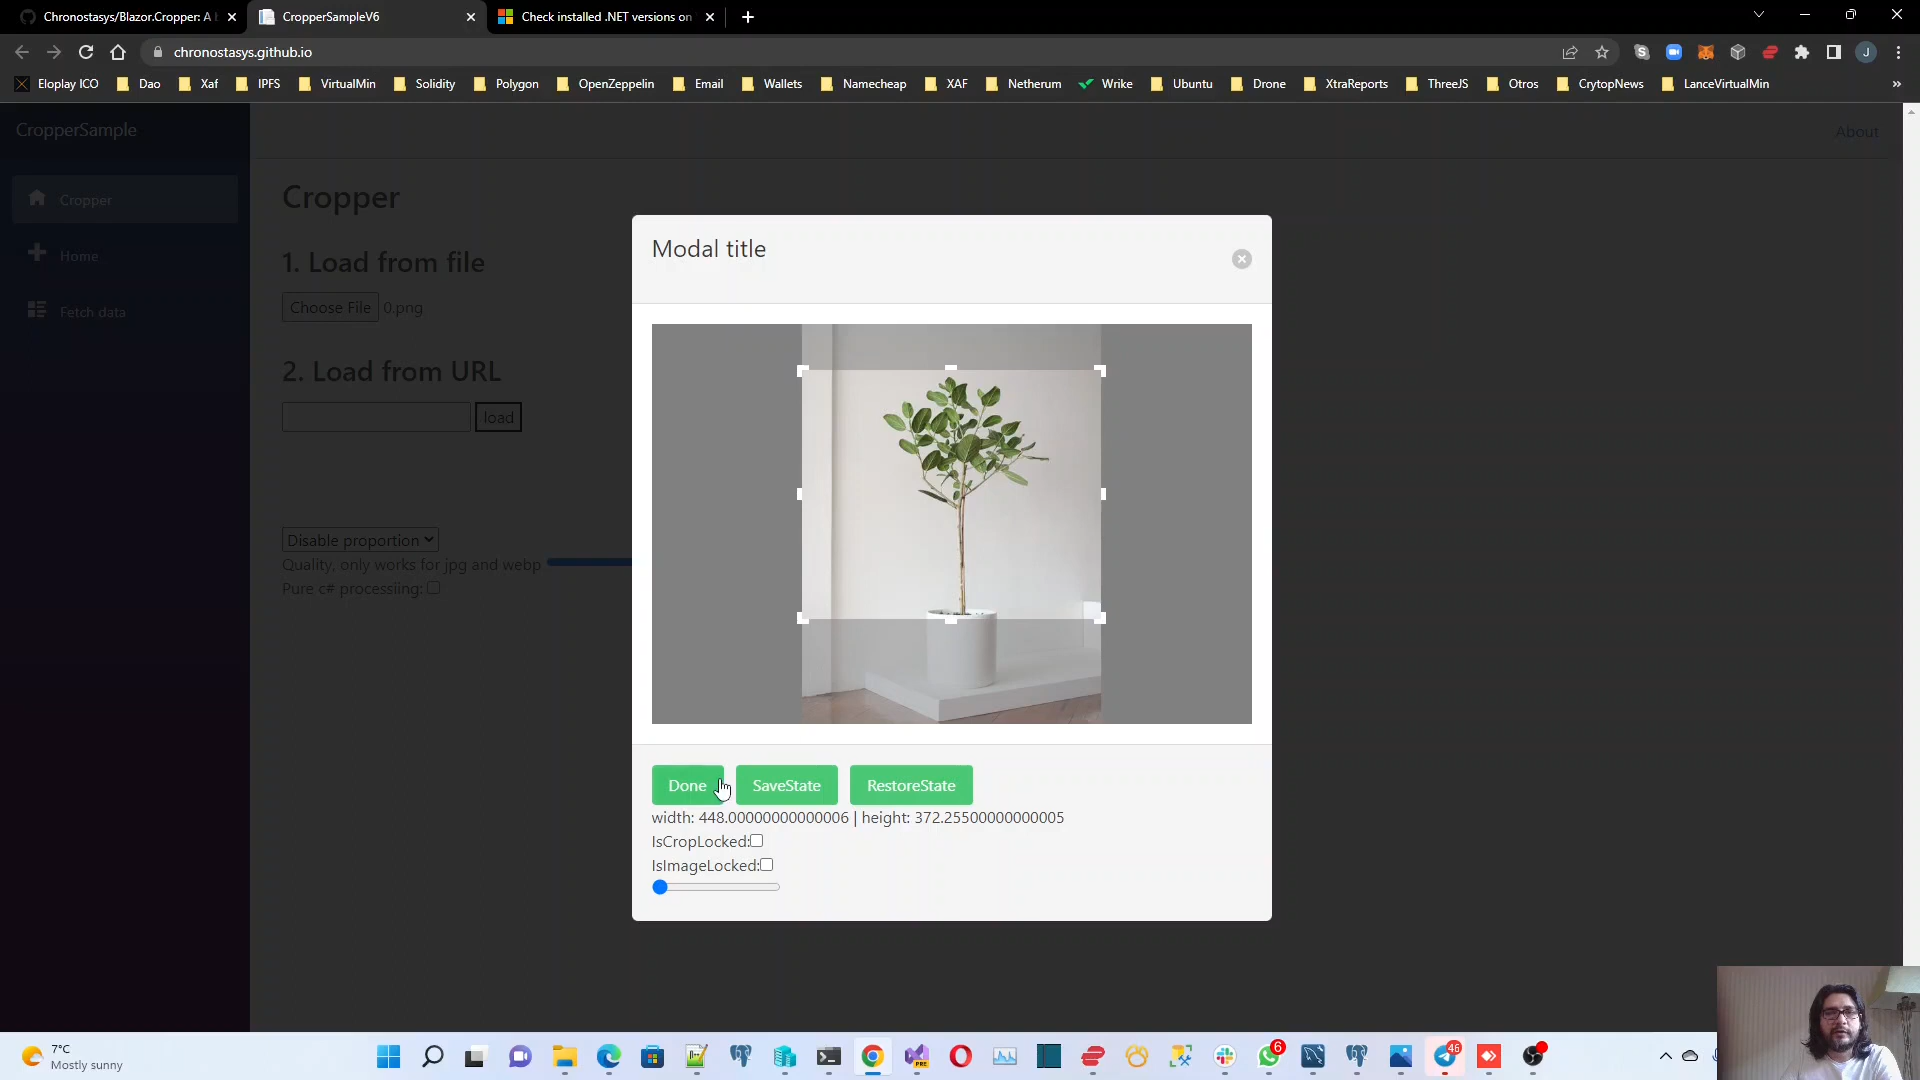 Chronostasys/Blazor.Cropper: A
CropperSampleV6
Check installed .NET versions on
chronostasys.github.io
J
Eloplay ICO
Dao
Xaf
IPFS
VirtualMin
Solidity
Polygon
OpenZeppelin
Email
Wallets
Namecheap
XAF
Netherum
Wrike
Ubuntu
Drone
XtraReports
ThreeJS
Otros
CrytopNews
LanceVirtualMin
»
CropperSample
About
Cropper
Home
Fetch data
Cropper
1. Load from file
Choose File 0.png
2. Load from URL
load
Disable proportion
Quality, only works for jpg and webp
Pure c# processiing:
Modal title
Done
SaveState
RestoreState
width: 448.00000000000006 | height: 372.25500000000005
IsCropLocked:
IsImageLocked:
7°C
Mostly sunny
PRE
6
46